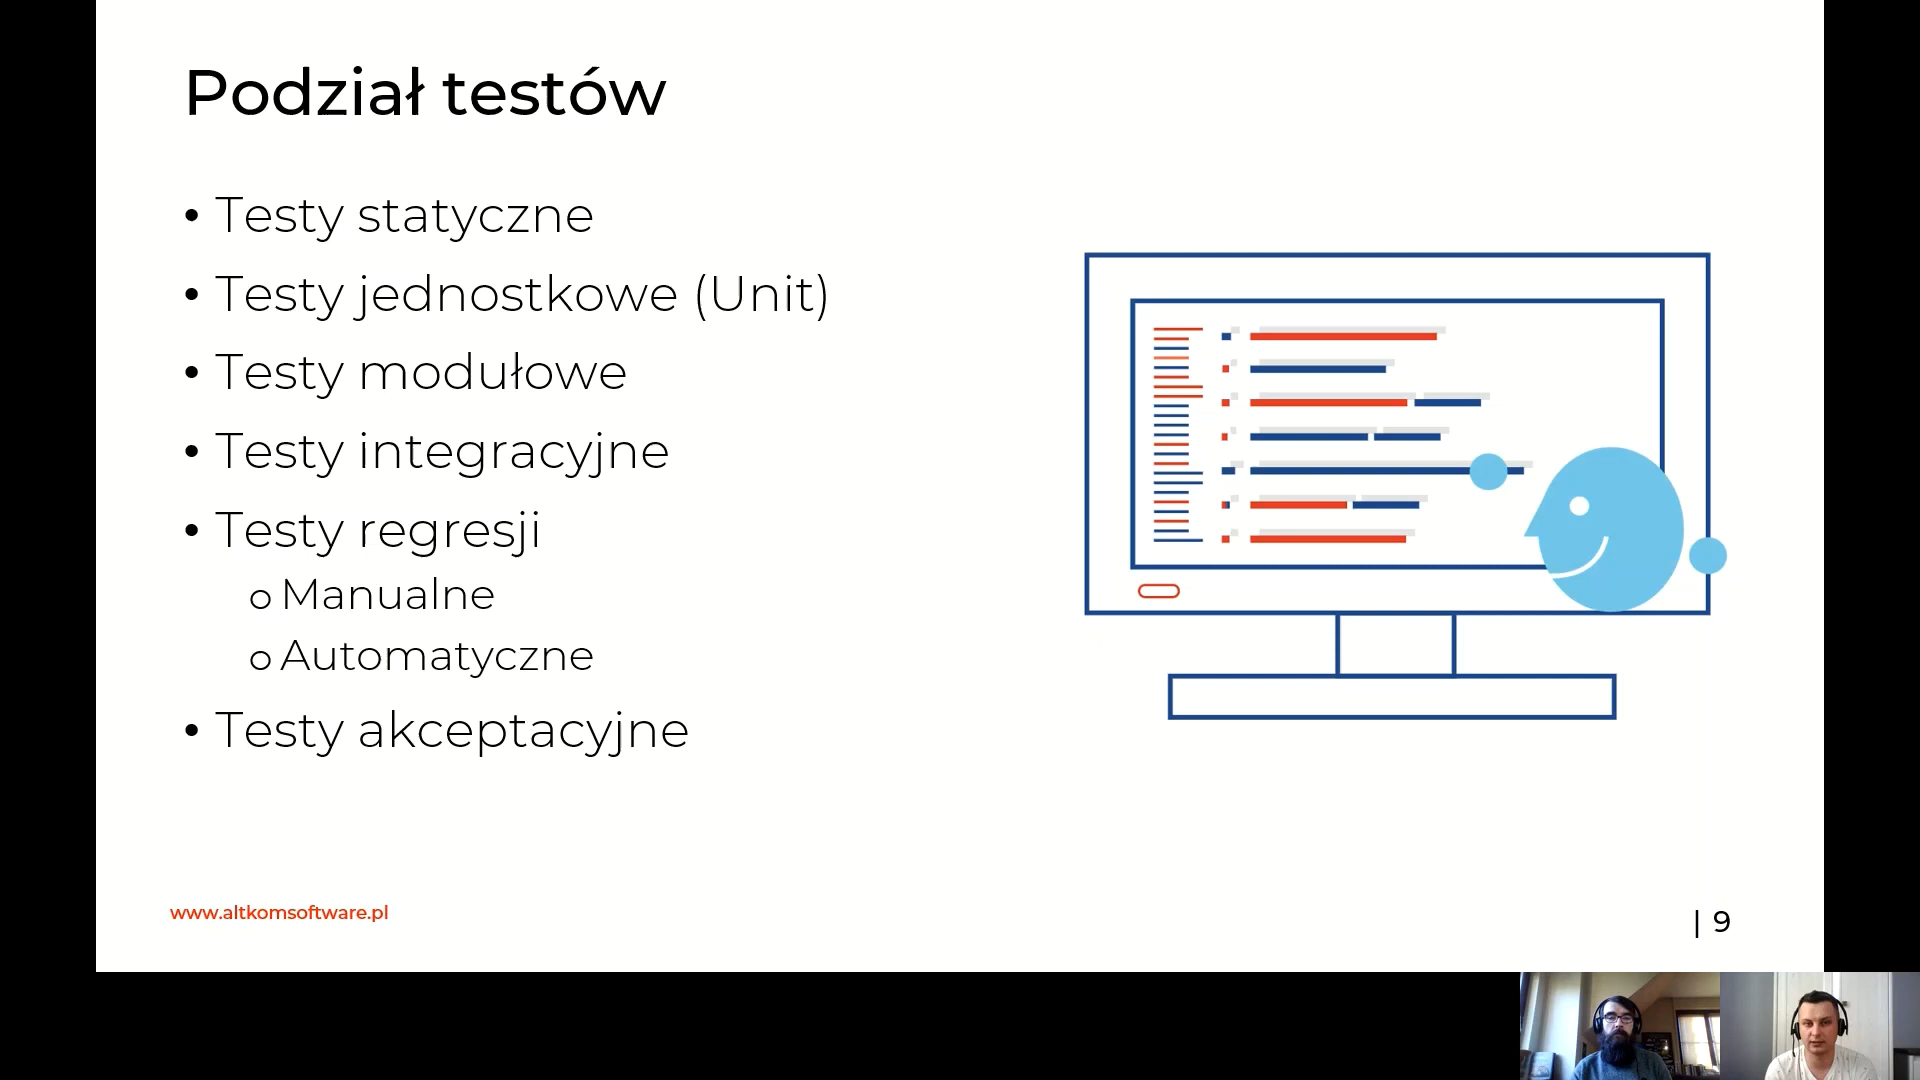 Podział testów
• Testy statyczne
• Testy jednostkowe (Unit)
• Testy modułowe
• Testy integracyjne
• Testy regresji
o Manualne
o Automatyczne
• Testy akceptacyjne
www.altkomsoftware.pl
| 9